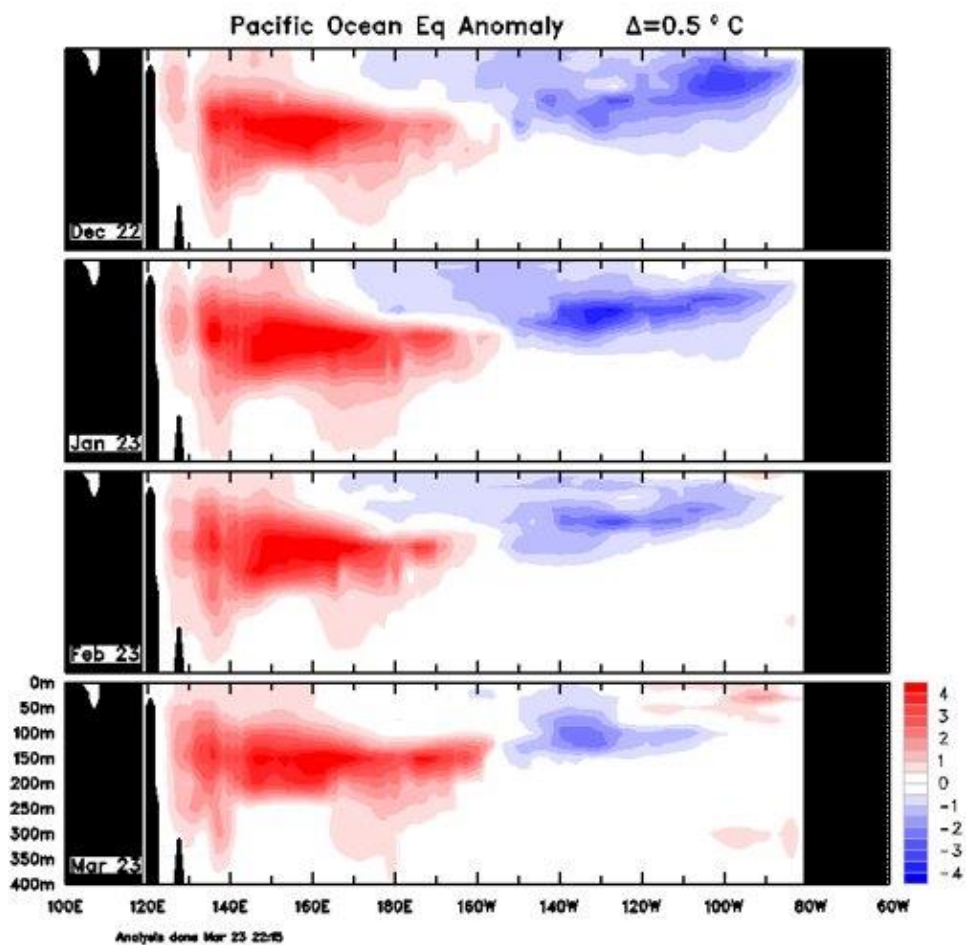 Pacific Ocean Eq Anomaly Δ=0.5 ° C
Dec 22
Jan 23
Feb 23
Mar 23
0m
50m
100m
150m
200m
250m
300m
350m
400m
4
3
2
1
0
-1
-2
-3
-4
100E 120E 140E 160E 180E 160W 140W 120W 100W 80W 60W
Analysis done Mar 23 22:15